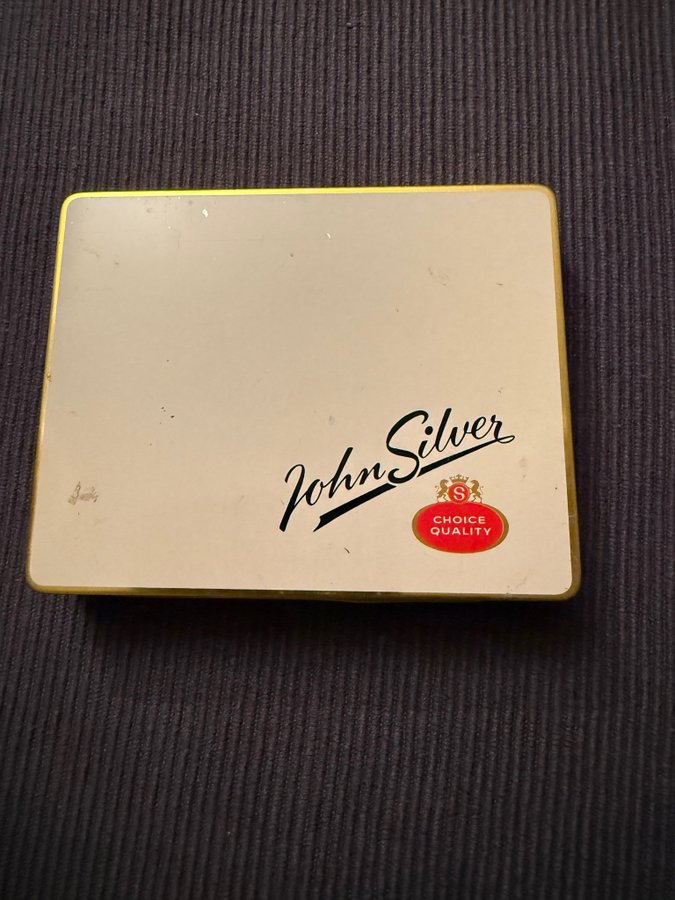 John Silver
S
CHOICE
QUALITY